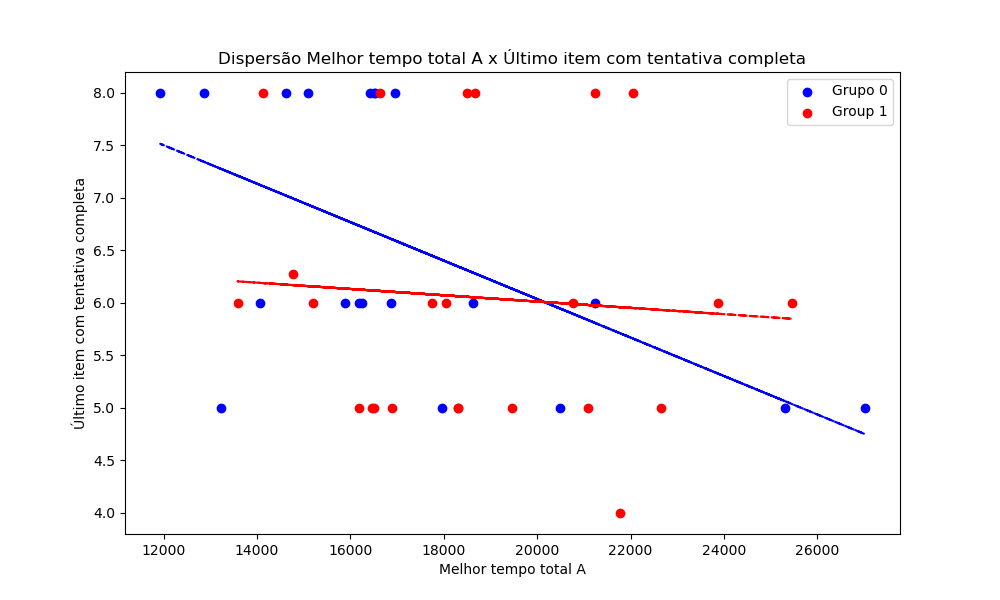 Dispersão Melhor tempo total A x Último item com tentativa completa
Grupo 0
Group 1
8.0
7.5
7.0
6.5
6.0
5.5
5.0
4.5
4.0
Último item com tentativa completa
12000 14000 16000 18000 20000 22000 24000 26000
Melhor tempo total A